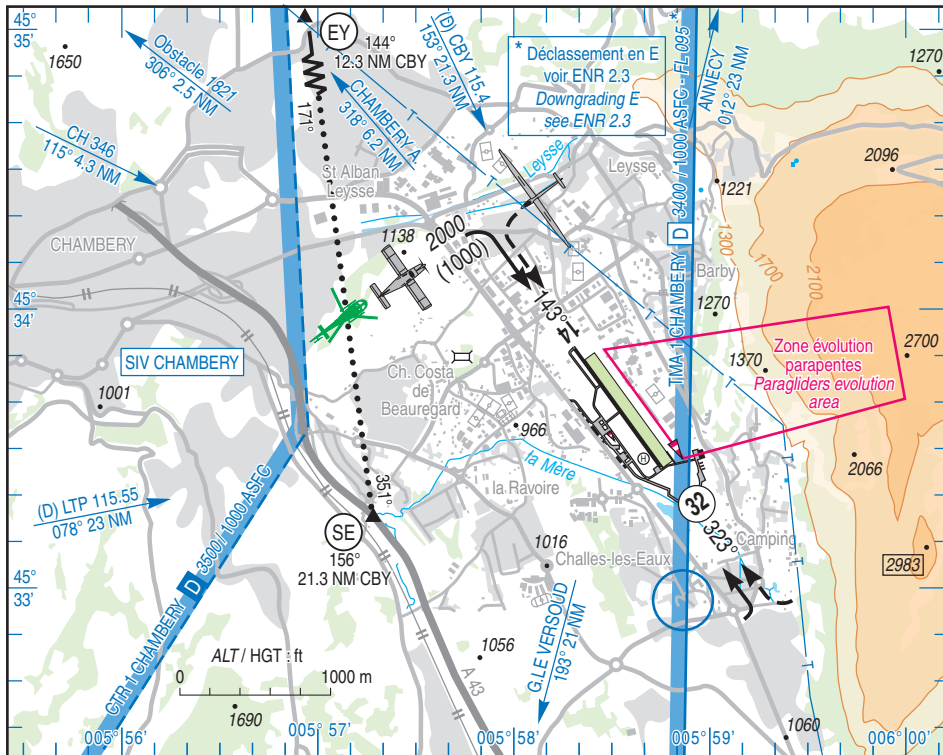 45°
35'
1650
Obstacle 1821
306° 2.5 NM
EY
144°
12.3 NM CBY
171°
(D) CBY 115.4
153° 21.3 NM
* Déclassement en E
voir ENR 2.3
Downgrading E
see ENR 2.3
TMA 1 CHAMBERY D 3400 / 1000 ASFC - FL 095 *
ANNECY
012° 23 NM
1270
CH 346
115° 4.3 NM
CHAMBERY A.
318° 6.2 NM
St Alban
Leysse
Leysse
Leysse
2096
1221
CHAMBERY
1138
2000
(1000)
1300
1700
2100
Barby
1270
45°
34'
143°
SIV CHAMBERY
Ch. Costa
de
Beauregard
1370
Zone évolution
parapentes
Paragliders evolution
area
2700
1001
966
H
2066
la Mère
351°
(D) LTP 115.55
078° 23 NM
la Ravoire
SE
156°
21.3 NM CBY
32
323°
Camping
1016
Challes-les-Eaux
2983
45°
33'
CTR 1 CHAMBERY D 3500 / 1000 ASFC
G.LE VERSOUD
193° 21 NM
1056
ALT / HGT : ft
0
1000 m
A 43
1690
1060
005° 56'
005° 57'
005° 58'
005° 59'
006° 00'
T
T
T
T
T